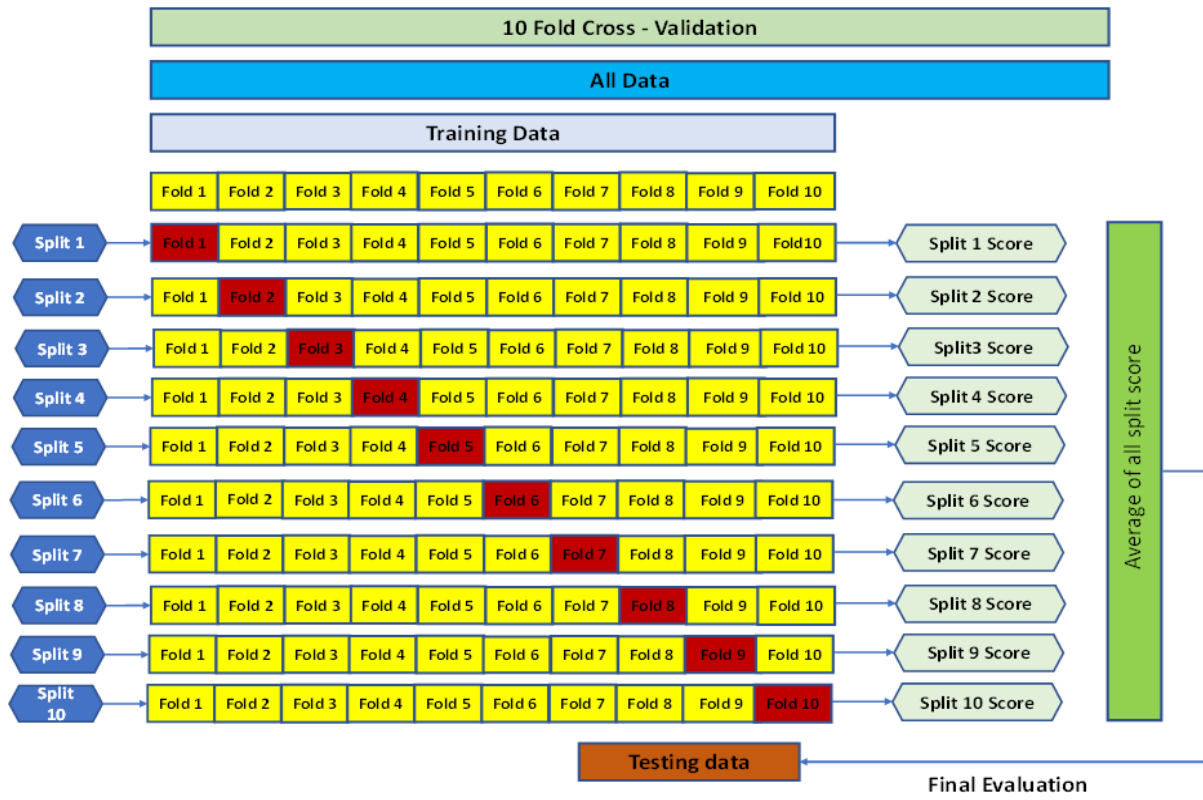 10 Fold Cross - Validation
All Data
Training Data
Fold 1 Fold 2 Fold 3 Fold 4 Fold 5 Fold 6 Fold 7 Fold 8 Fold 9 Fold 10
Split 1 Fold 1 Fold 2 Fold 3 Fold 4 Fold 5 Fold 6 Fold 7 Fold 8 Fold 9 Fold10 Split 1 Score
Split 2 Fold 1 Fold 2 Fold 3 Fold 4 Fold 5 Fold 6 Fold 7 Fold 8 Fold 9 Fold 10 Split 2 Score
Split 3 Fold 1 Fold 2 Fold 3 Fold 4 Fold 5 Fold 6 Fold 7 Fold 8 Fold 9 Fold 10 Split3 Score
Split 4 Fold 1 Fold 2 Fold 3 Fold 4 Fold 5 Fold 6 Fold 7 Fold 8 Fold 9 Fold 10 Split 4 Score
Split 5 Fold 1 Fold 2 Fold 3 Fold 4 Fold 5 Fold 6 Fold 7 Fold 8 Fold 9 Fold 10 Split 5 Score
Split 6 Fold 1 Fold 2 Fold 3 Fold 4 Fold 5 Fold 6 Fold 7 Fold 8 Fold 9 Fold 10 Split 6 Score
Split 7 Fold 1 Fold 2 Fold 3 Fold 4 Fold 5 Fold 6 Fold 7 Fold 8 Fold 9 Fold 10 Split 7 Score
Split 8 Fold 1 Fold 2 Fold 3 Fold 4 Fold 5 Fold 6 Fold 7 Fold 8 Fold 9 Fold 10 Split 8 Score
Split 9 Fold 1 Fold 2 Fold 3 Fold 4 Fold 5 Fold 6 Fold 7 Fold 8 Fold 9 Fold 10 Split 9 Score
Split
10 Fold 1 Fold 2 Fold 3 Fold 4 Fold 5 Fold 6 Fold 7 Fold 8 Fold 9 Fold 10 Split 10 Score
Average of all split score
Testing data
Final Evaluation